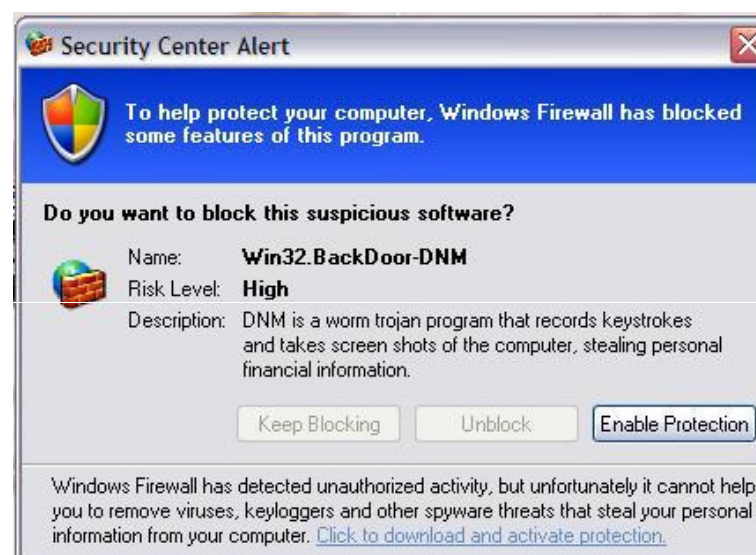 Security Center Alert
To help protect your computer, Windows Firewall has blocked
some features of this program.
Do you want to block this suspicious software?
Name: Win32.BackDoor-DNM
Risk Level: High
Description: DNM is a worm trojan program that records keystrokes
and takes screen shots of the computer, stealing personal
financial information.
Keep Blocking Unblock Enable Protection
Windows Firewall has detected unauthorized activity, but unfortunately it cannot help
you to remove viruses, keyloggers and other spyware threats that steal your personal
information from your computer. Click to download and activate protection.